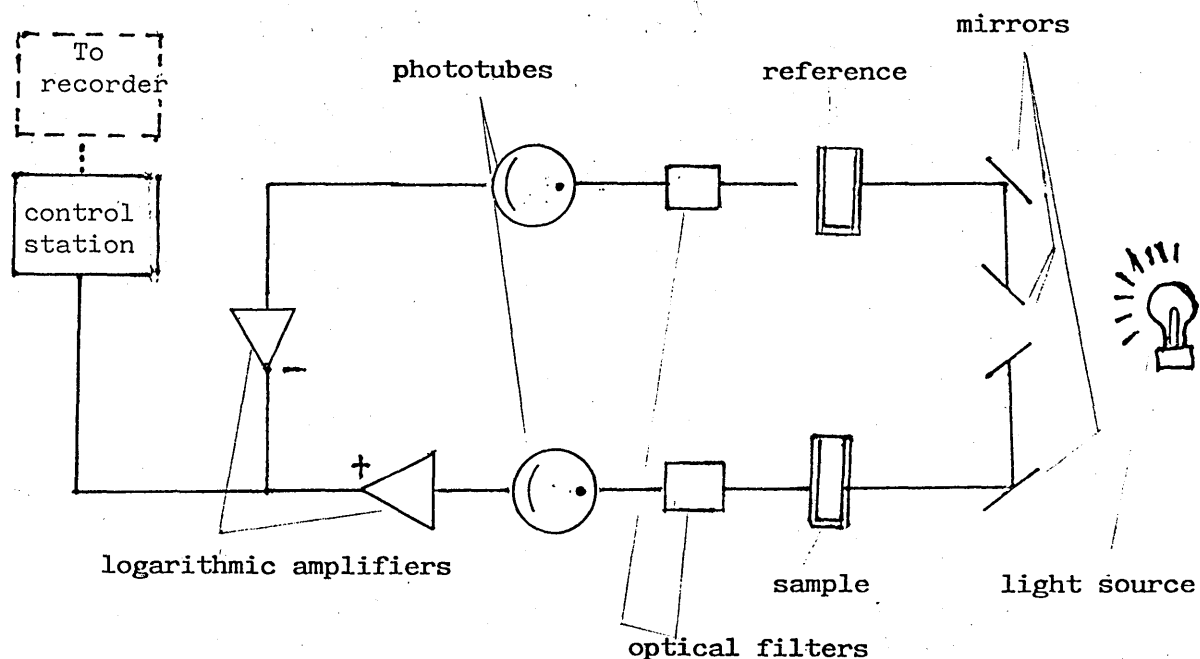 mirrors
To
recorder
phototubes
reference
control
station
−
+
logarithmic amplifiers
sample
light source
optical filters